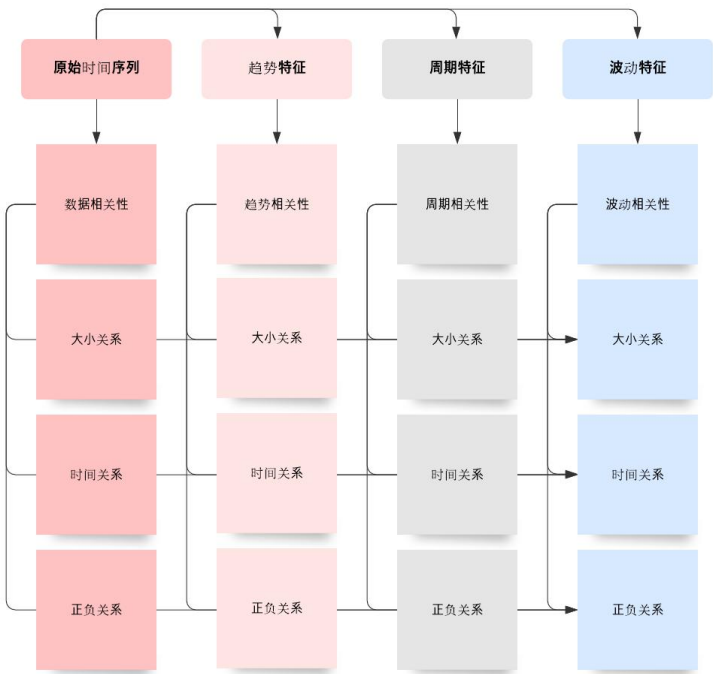 原始时间序列
趋势特征
周期特征
波动特征
数据相关性
趋势相关性
周期相关性
波动相关性
大小关系
大小关系
大小关系
大小关系
时间关系
时间关系
时间关系
时间关系
正负关系
正负关系
正负关系
正负关系